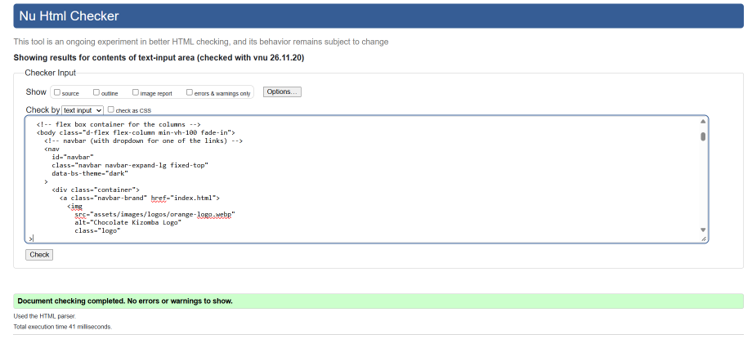 Nu Html Checker
This tool is an ongoing experiment in better HTML checking, and its behavior remains subject to change
Showing results for contents of text-input area (checked with vnu 26.11.20)
Checker Input
Show source outline image report errors & warnings only Options...
Check by text input check as CSS
<!-- flex box container for the columns -->
<body class="d-flex flex-column min-vh-100 fade-in">
<!-- navbar (with dropdown for one of the links) -->
<nav
id="navbar"
class="navbar navbar-expand-lg fixed-top"
data-bs-theme="dark"
>
<div class="container">
<a class="navbar-brand" href="index.html">
<img
src="assets/images/logos/orange-logo.webp"
alt="Chocolate Kizomba Logo"
class="logo"
>
Check
Document checking completed. No errors or warnings to show.
Used the HTML parser.
Total execution time 41 milliseconds.